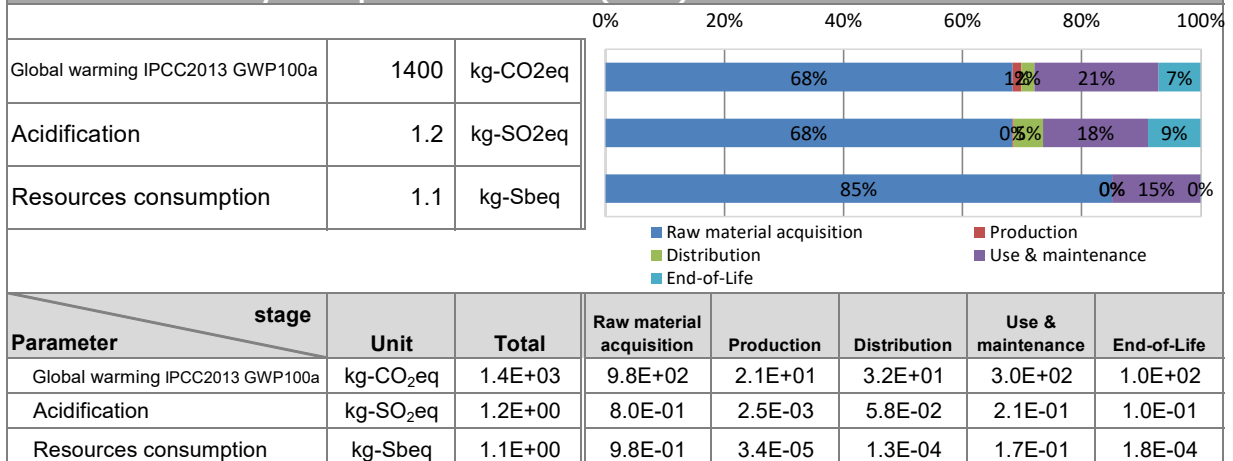 0% 20% 40% 60% 80% 100%
Global warming IPCC2013 GWP100a 1400 kg-CO2eq 68% 1% 2% 21% 7%
Acidification 1.2 kg-SO2eq 68% 0% 5% 18% 9%
Resources consumption 1.1 kg-Sbeq 85% 0% 15% 0%
Raw material acquisition Production
Distribution Use & maintenance
End-of-Life
stage
Parameter Unit Total Raw material acquisition Production Distribution Use & maintenance End-of-Life
Global warming IPCC2013 GWP100a kg-CO₂eq 1.4E+03 9.8E+02 2.1E+01 3.2E+01 3.0E+02 1.0E+02
Acidification kg-SO₂eq 1.2E+00 8.0E-01 2.5E-03 5.8E-02 2.1E-01 1.0E-01
Resources consumption kg-Sbeq 1.1E+00 9.8E-01 3.4E-05 1.3E-04 1.7E-01 1.8E-04